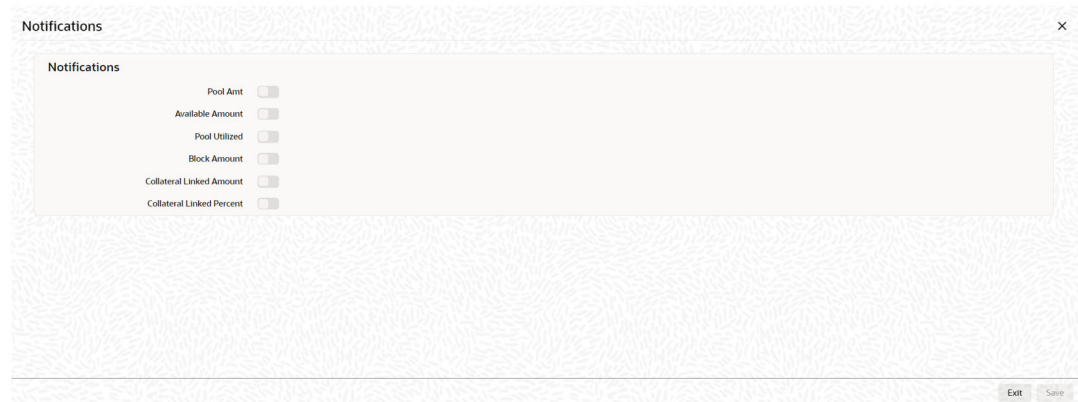 Notifications
Notifications
Pool Amt
Available Amount
Pool Utilized
Block Amount
Collateral Linked Amount
Collateral Linked Percent
Exit Save